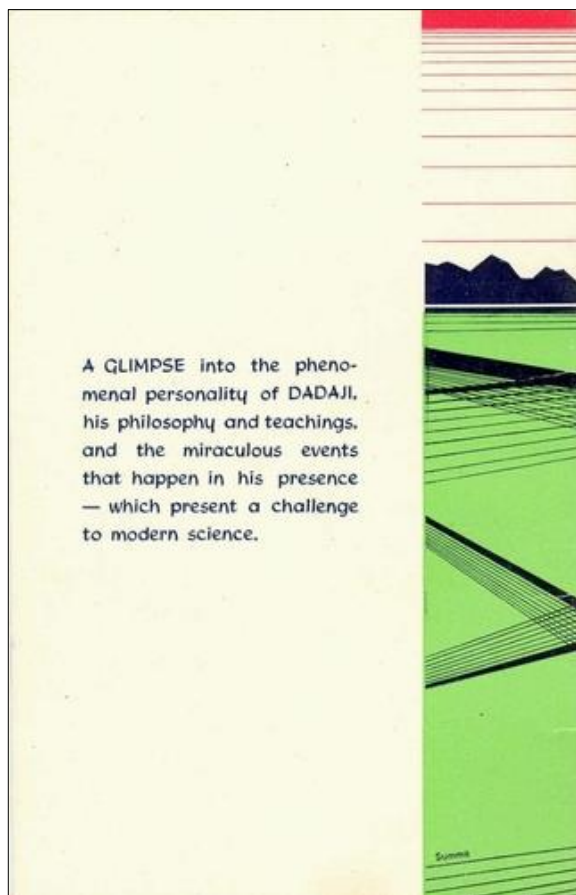 A GLIMPSE into the pheno-
menal personality of DADAJI,
his philosophy and teachings,
and the miraculous events
that happen in his presence
— which present a challenge
to modern science.
Summit